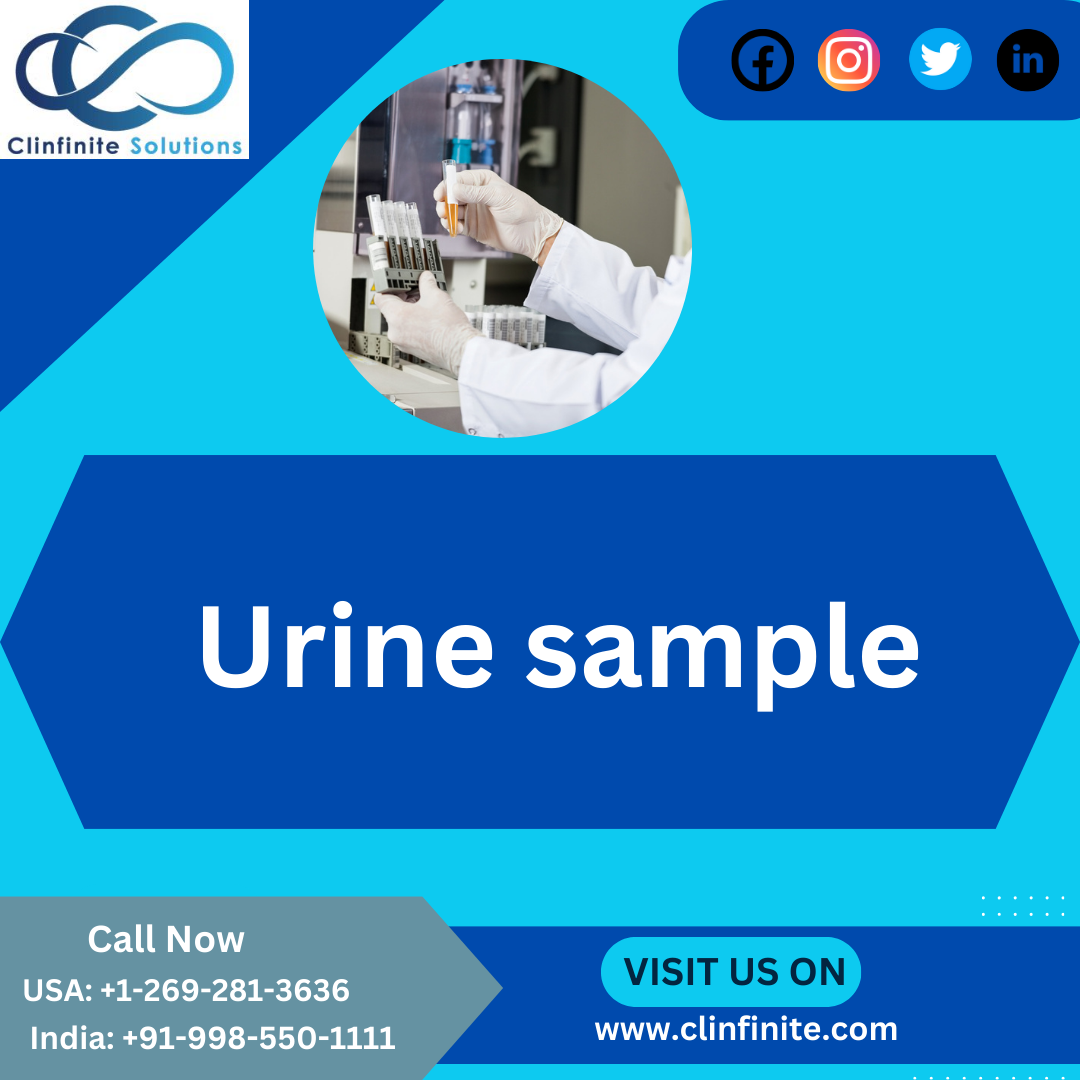 Clinfinite Solutions
Urine sample
Call Now
USA: +1-269-281-3636
India: +91-998-550-1111
VISIT US ON
www.clinfinite.com